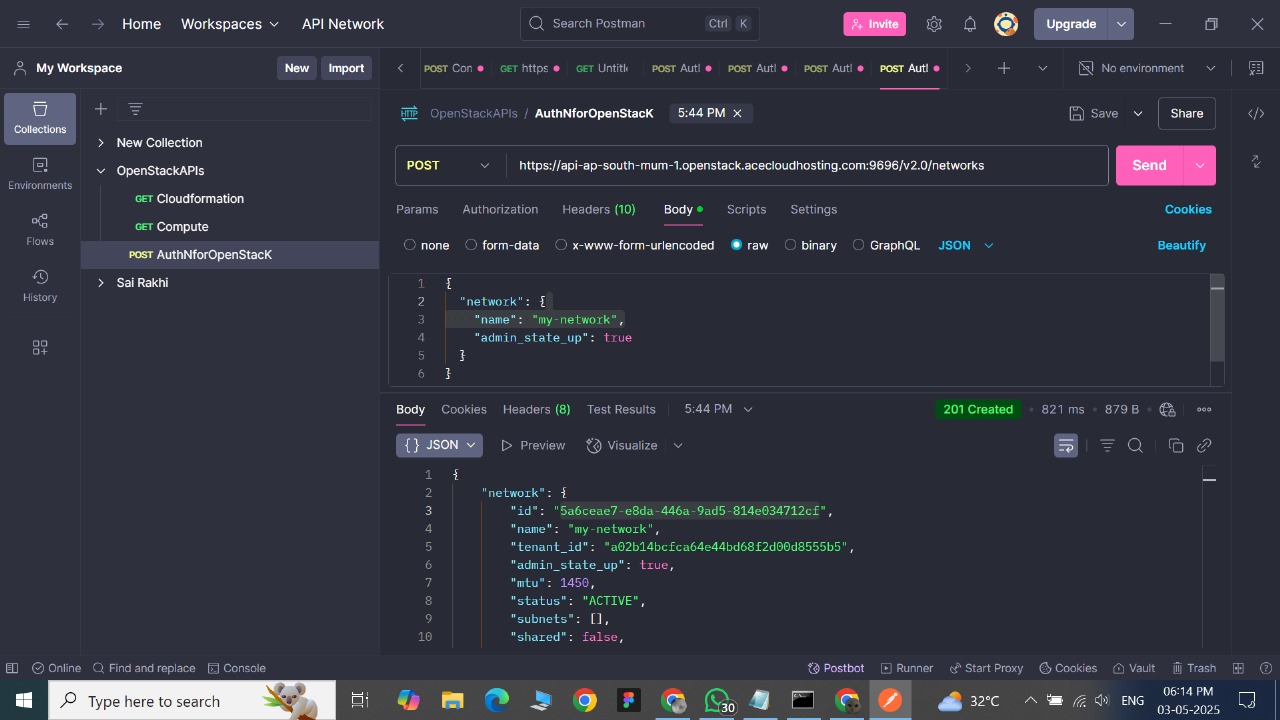 Home Workspaces API Network Search Postman Ctrl K Invite Upgrade
My Workspace New Import POST Con GET https GET Untitle POST Autl POST Autl POST Autl POST Autl No environment
Collections
Environments
Flows
History
New Collection
OpenStackAPIs
GET Cloudformation
GET Compute
POST AuthNforOpenStacK
Sai Rakhi
HTTP OpenStackAPIs / AuthNforOpenStacK 5:44 PM Save Share
POST https://api-ap-south-mum-1.openstack.acecloudhosting.com:9696/v2.0/networks Send
Params Authorization Headers (10) Body Scripts Settings Cookies
none form-data x-www-form-urlencoded raw binary GraphQL JSON Beautify
1 {
2 "network": {
3 "name": "my-network",
4 "admin_state_up": true
5 }
6 }
Body Cookies Headers (8) Test Results 5:44 PM 201 Created • 821 ms • 879 B
{} JSON Preview Visualize
1 {
2 "network": {
3 "id": "5a6ceae7-e8da-446a-9ad5-814e034712cf",
4 "name": "my-network",
5 "tenant_id": "a02b14bcfca64e44bd68f2d00d8555b5",
6 "admin_state_up": true,
7 "mtu": 1450,
8 "status": "ACTIVE",
9 "subnets": [],
10 "shared": false,
Online Find and replace Console Postbot Runner Start Proxy Cookies Vault Trash
Type here to search 30 32°C ENG 06:14 PM
03-05-2025